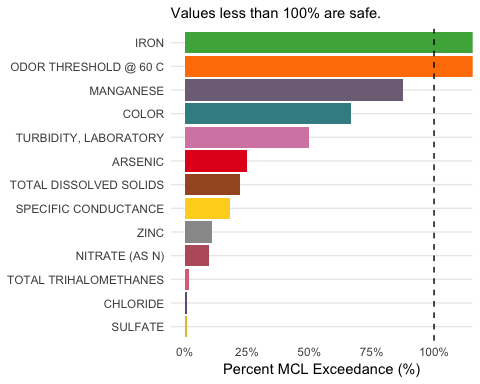 Values less than 100% are safe.
IRON
ODOR THRESHOLD @ 60 C
MANGANESE
COLOR
TURBIDITY, LABORATORY
ARSENIC
TOTAL DISSOLVED SOLIDS
SPECIFIC CONDUCTANCE
ZINC
NITRATE (AS N)
TOTAL TRIHALOMETHANES
CHLORIDE
SULFATE
0% 25% 50% 75% 100%
Percent MCL Exceedance (%)